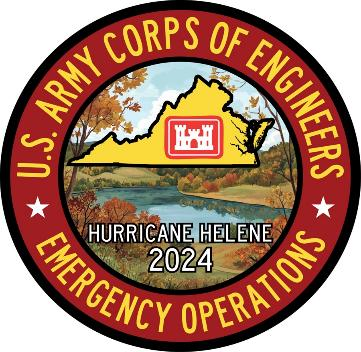 U.S. ARMY CORPS OF ENGINEERS
HURRICANE HELENE
2024
EMERGENCY OPERATIONS